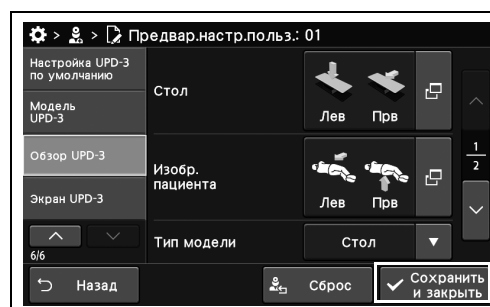 > > Предвар.настр.польз.: 01
Настройка UPD-3
по умолчанию
Модель
UPD-3
Обзор UPD-3
Экран UPD-3
6/6
Стол
Лев Прв
Изобр.
пациента
Лев Прв
Тип модели
Стол
1
2
Назад
Сброс
Сохранить
и закрыть